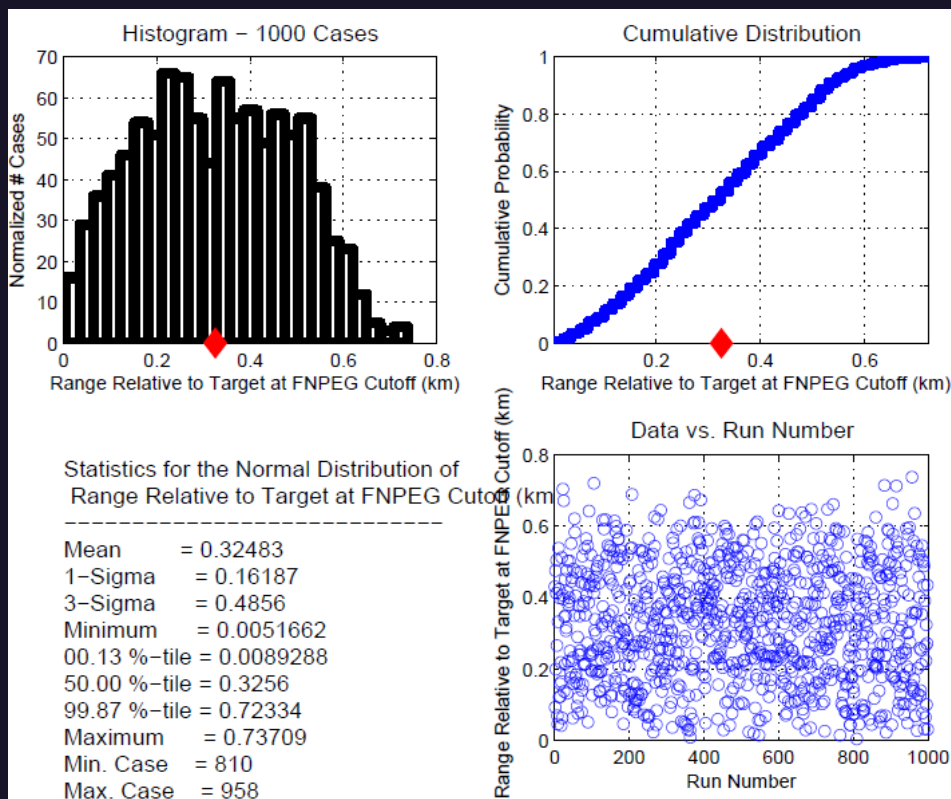 Histogram − 1000 Cases
Normalized # Cases
70
60
50
40
30
20
10
0
0 0.2 0.4 0.6 0.8
Range Relative to Target at FNPEG Cutoff (km)
Cumulative Distribution
Cumulative Probability
1
0.8
0.6
0.4
0.2
0
0.2 0.4 0.6
Range Relative to Target at FNPEG Cutoff (km)
Statistics for the Normal Distribution of
Range Relative to Target at FNPEG Cutoff (km
------------------------------
Mean = 0.32483
1−Sigma = 0.16187
3−Sigma = 0.4856
Minimum = 0.0051662
00.13 %−tile = 0.0089288
50.00 %−tile = 0.3256
99.87 %−tile = 0.72334
Maximum = 0.73709
Min. Case = 810
Max. Case = 958
Data vs. Run Number
Range Relative to Target at FNPEG Cutoff (km)
0.8
0.6
0.4
0.2
0
0 200 400 600 800 1000
Run Number